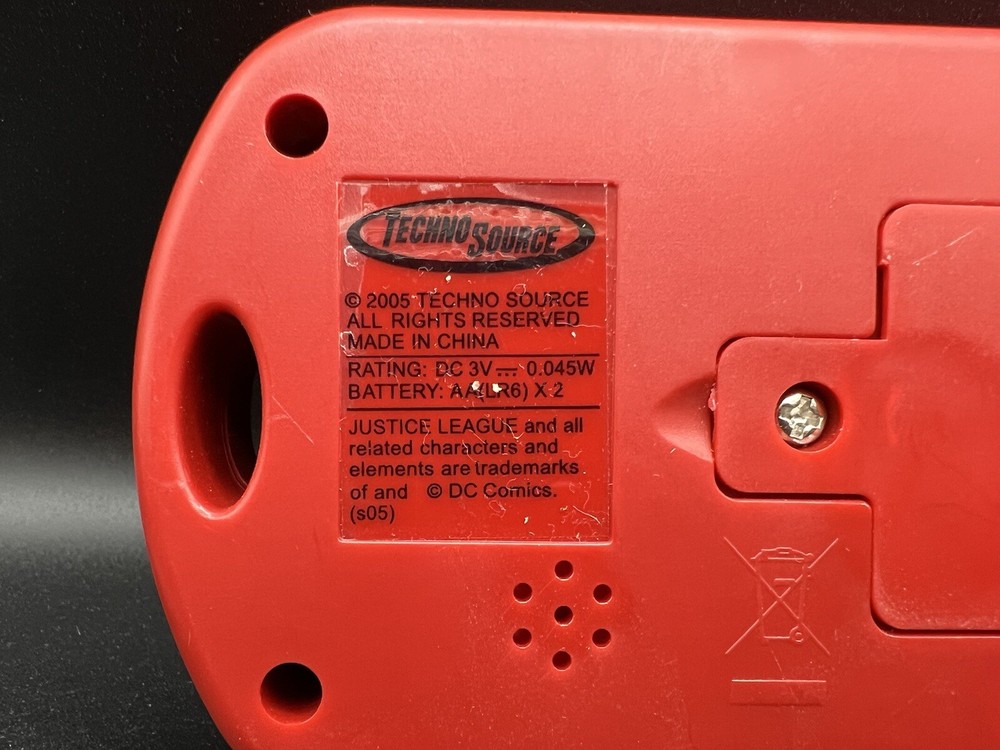 TECHNO SOURCE
© 2005 TECHNO SOURCE
ALL RIGHTS RESERVED
MADE IN CHINA
RATING: DC 3V⎓ 0.045W
BATTERY: AA(LR6) X 2
JUSTICE LEAGUE and all
related characters and
elements are trademarks
of and © DC Comics.
(s05)